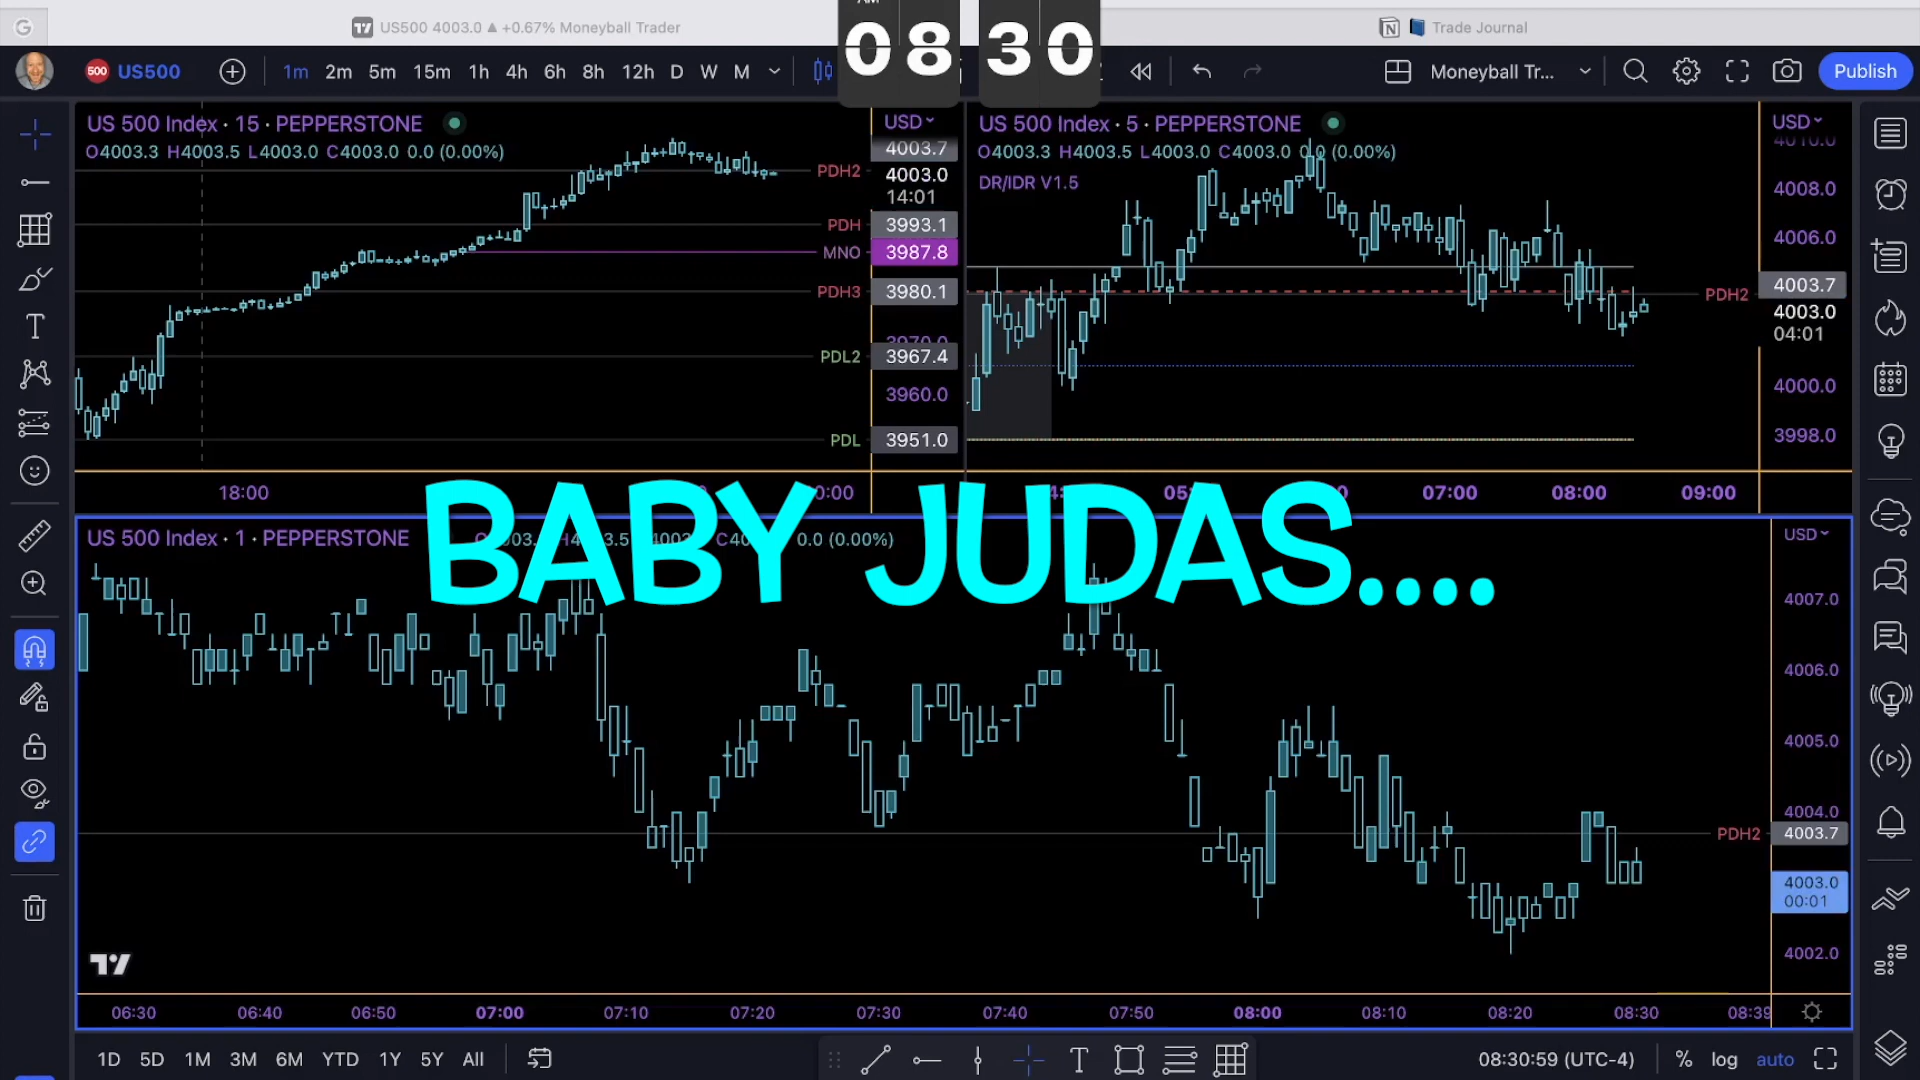 US500 4003.0 ▲ +0.67% Moneyball Trader
Trade Journal
AM
08 30
500 US500
1m 2m 5m 15m 1h 4h 6h 8h 12h D W M
Moneyball Tr...
Publish
US 500 Index · 15 · PEPPERSTONE
O4003.3 H4003.5 L4003.0 C4003.0 0.0 (0.00%)
USD
4003.7
PDH2
4003.0
14:01
PDH 3993.1
MNO 3987.8
PDH3 3980.1
PDL2 3967.4
3960.0
PDL 3951.0
18:00
US 500 Index · 5 · PEPPERSTONE
O4003.3 H4003.5 L4003.0 C4003.0 0.0 (0.00%)
DR/IDR V1.5
USD
4010.0
4008.0
4006.0
PDH2 4003.7
4003.0
04:01
4000.0
3998.0
07:00 08:00 09:00
BABY JUDAS....
US 500 Index · 1 · PEPPERSTONE
0.0 (0.00%)
USD
4007.0
4006.0
4005.0
4004.0
PDH2 4003.7
4003.0
00:01
4002.0
06:30 06:40 06:50 07:00 07:10 07:20 07:30 07:40 07:50 08:00 08:10 08:20 08:30 08:39
1D 5D 1M 3M 6M YTD 1Y 5Y All
08:30:59 (UTC-4)
% log auto